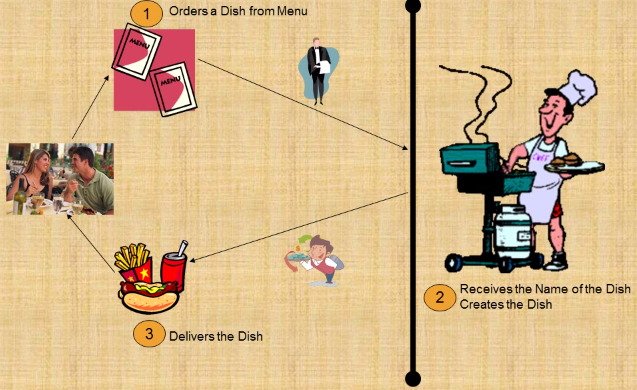 1
Orders a Dish from Menu
MENU
MENU
CHEF
2
Receives the Name of the Dish
Creates the Dish
3
Delivers the Dish